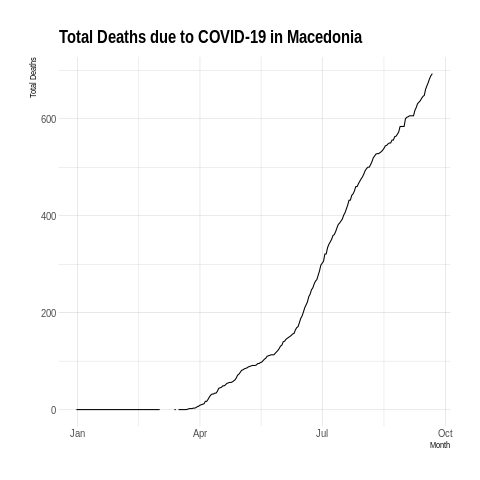 Total Deaths due to COVID-19 in Macedonia
Total Deaths
600
400
200
0
Jan Apr Jul Oct
Month